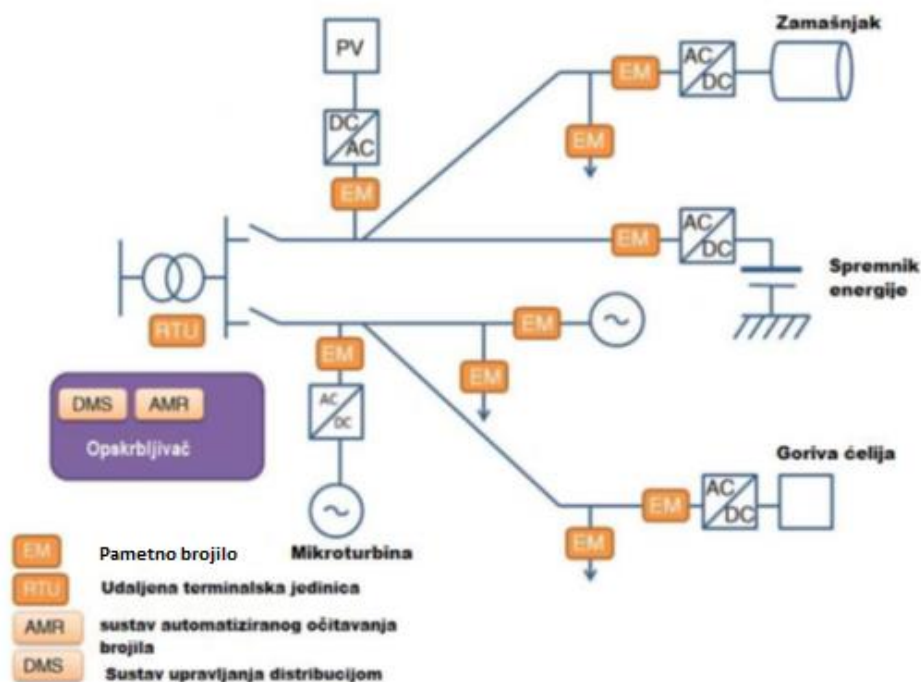 Zamašnjak
PV
AC
DC
EM
DC
AC
EM
EM
AC
DC
EM
Spremnik
energije
RTU
EM
EM
EM
DMS
AMR
Opskrbljivač
AC
DC
Goriva ćelija
AC
DC
EM
EM
Mikroturbina
EM
Pametno brojilo
RTU
Udaljena terminalska jedinica
AMR
sustav automatiziranog očitavanja
brojila
DMS
Sustav upravljanja distribucijom